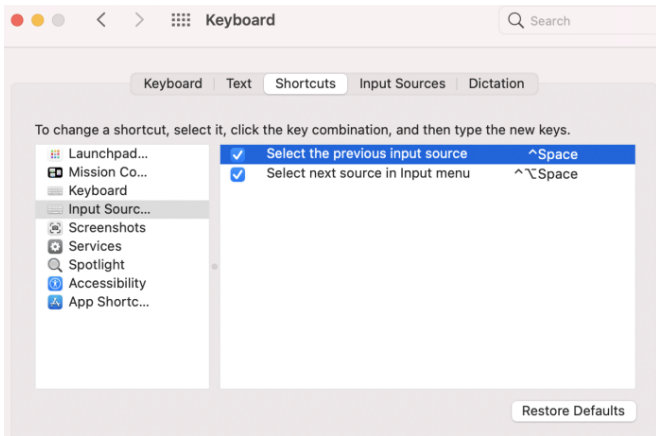 Keyboard
Search
Keyboard Text Shortcuts Input Sources Dictation
To change a shortcut, select it, click the key combination, and then type the new keys.
Launchpad...
Mission Co...
Keyboard
Input Sourc...
Screenshots
Services
Spotlight
Accessibility
App Shortc...
Select the previous input source ^Space
Select next source in Input menu ^⌥Space
Restore Defaults